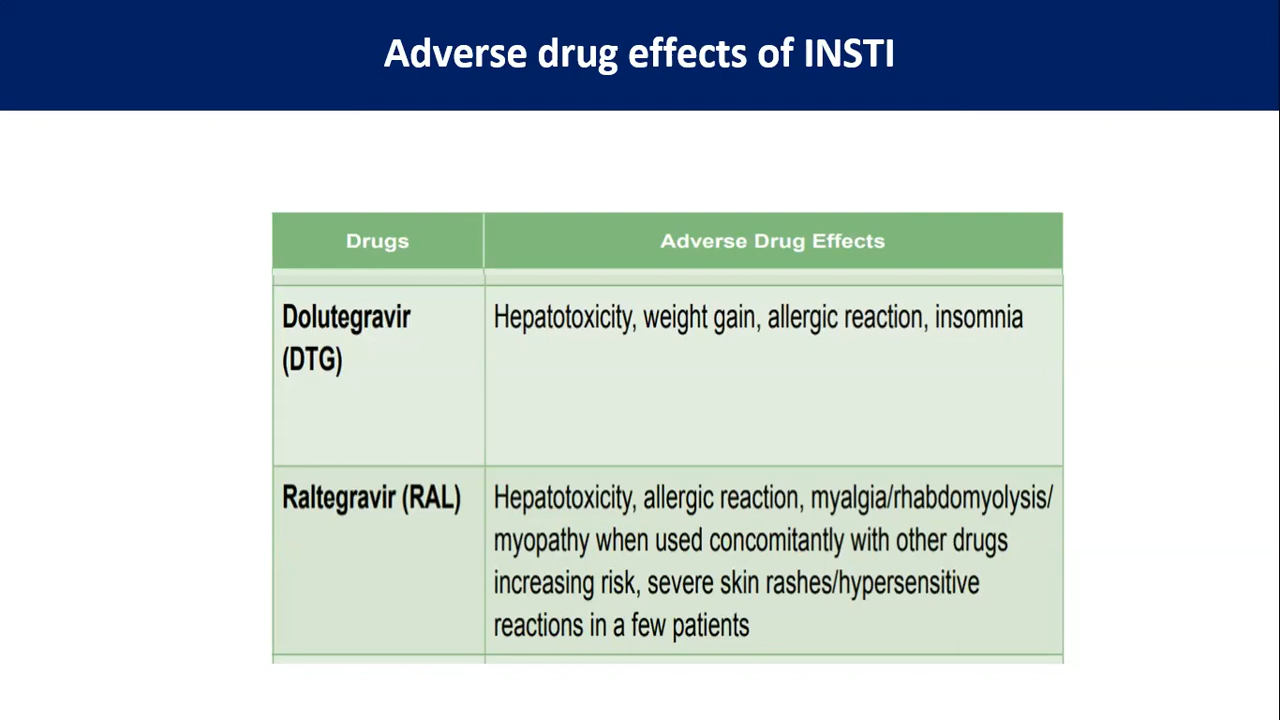 Adverse drug effects of INSTI
Drugs
Adverse Drug Effects
Dolutegravir
(DTG)
Hepatotoxicity, weight gain, allergic reaction, insomnia
Raltegravir (RAL)
Hepatotoxicity, allergic reaction, myalgia/rhabdomyolysis/
myopathy when used concomitantly with other drugs
increasing risk, severe skin rashes/hypersensitive
reactions in a few patients